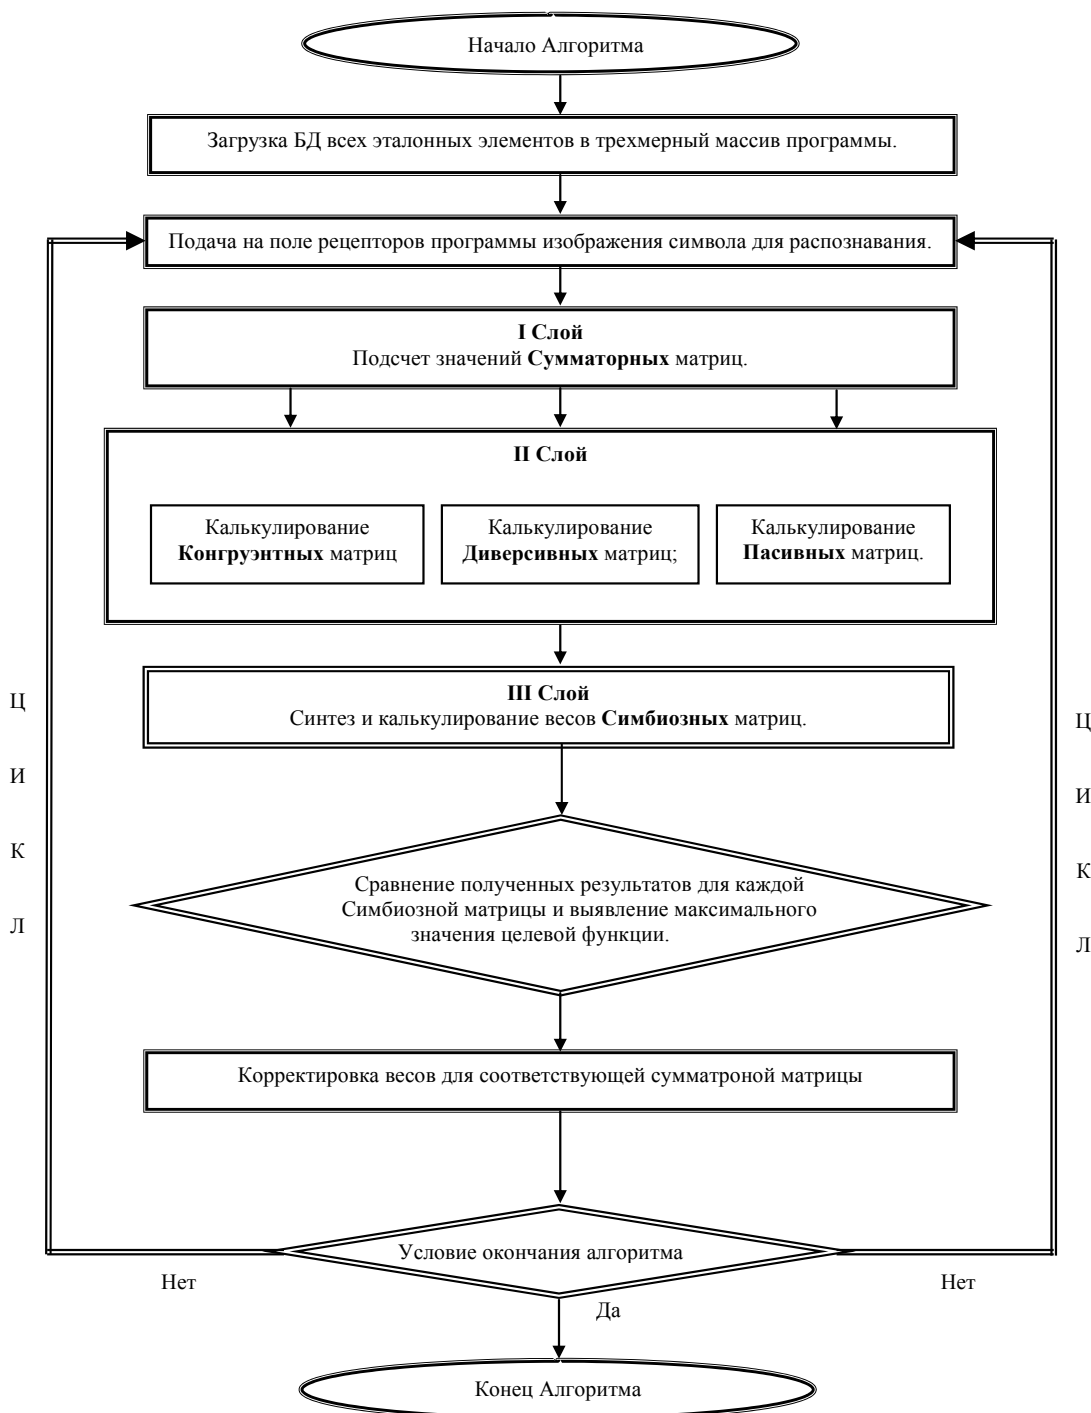 Начало Алгоритма
Загрузка БД всех эталонных элементов в трехмерный массив программы.
Подача на поле рецепторов программы изображения символа для распознавания.
I Слой
Подсчет значений Сумматорных матриц.
II Слой
Калькулирование
Конгруэнтных матриц
Калькулирование
Диверсивных матриц;
Калькулирование
Пасивных матриц.
III Слой
Синтез и калькулирование весов Симбиозных матриц.
Ц
И
К
Л
Ц
И
К
Л
Сравнение полученных результатов для каждой
Симбиозной матрицы и выявление максимального
значения целевой функции.
Корректировка весов для соответствующей сумматроной матрицы
Условие окончания алгоритма
Нет
Нет
Да
Конец Алгоритма